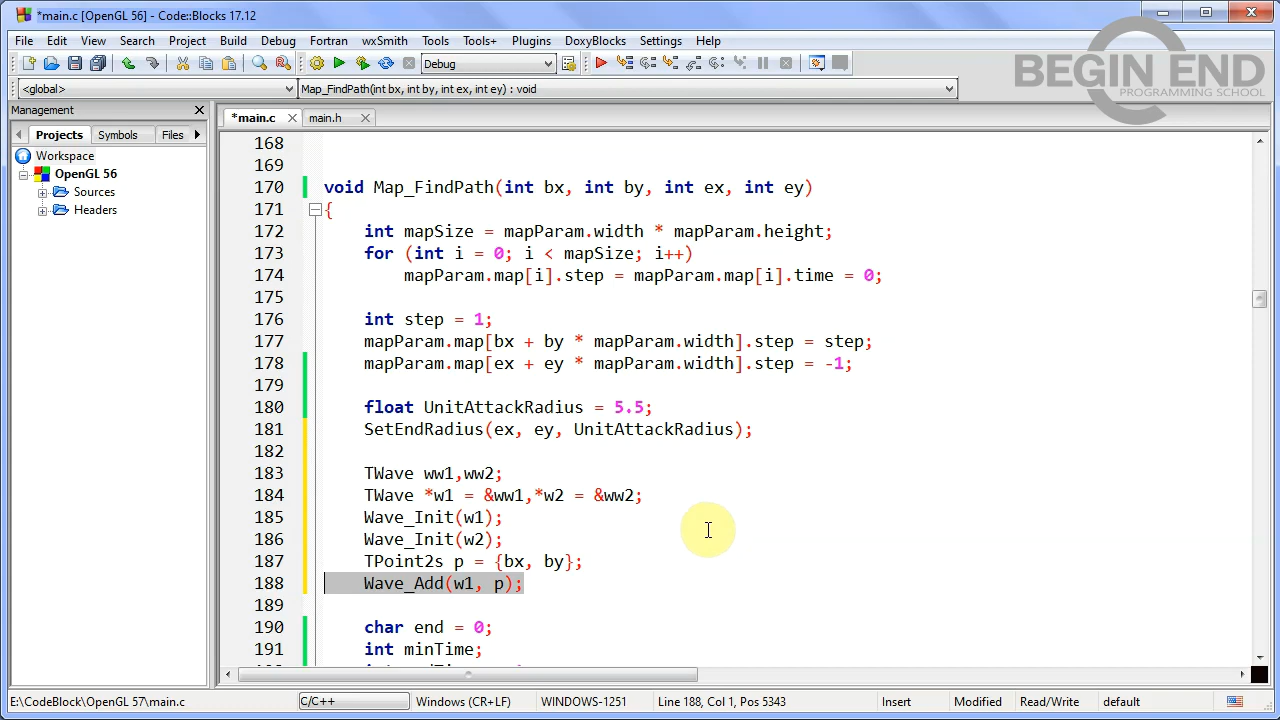 *main.c [OpenGL 56] - Code::Blocks 17.12
BEGIN END
PROGRAMMING SCHOOL
File Edit View Search Project Build Debug Fortran wxSmith Tools Tools+ Plugins DoxyBlocks Settings Help
Debug
<global> Map_FindPath(int bx, int by, int ex, int ey) : void
Management
*main.c main.h
Projects Symbols Files
Workspace
OpenGL 56
Sources
Headers
168
169
170 void Map_FindPath(int bx, int by, int ex, int ey)
171 {
172 int mapSize = mapParam.width * mapParam.height;
173 for (int i = 0; i < mapSize; i++)
174 mapParam.map[i].step = mapParam.map[i].time = 0;
175
176 int step = 1;
177 mapParam.map[bx + by * mapParam.width].step = step;
178 mapParam.map[ex + ey * mapParam.width].step = -1;
179
180 float UnitAttackRadius = 5.5;
181 SetEndRadius(ex, ey, UnitAttackRadius);
182
183 TWave ww1,ww2;
184 TWave *w1 = &ww1,*w2 = &ww2;
185 Wave_Init(w1);
186 Wave_Init(w2);
187 TPoint2s p = {bx, by};
188 Wave_Add(w1, p);
189
190 char end = 0;
191 int minTime;
E:\CodeBlock\OpenGL 57\main.c C/C++ Windows (CR+LF) WINDOWS-1251 Line 188, Col 1, Pos 5343 Insert Modified Read/Write default